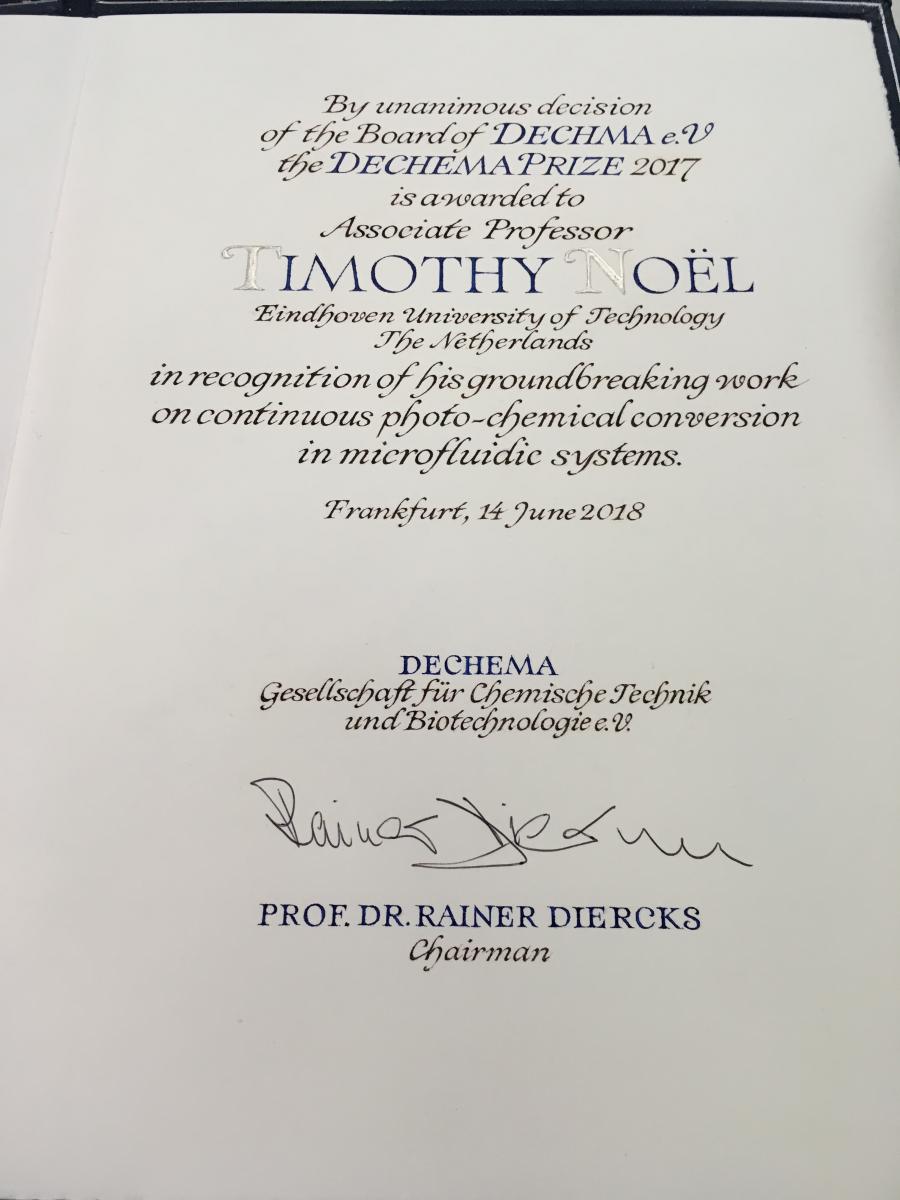 By unanimous decision
of the Board of DECHMA e.V
the DECHEMA PRIZE 2017
is awarded to
Associate Professor
TIMOTHY NOËL
Eindhoven University of Technology
The Netherlands
in recognition of his groundbreaking work
on continuous photo-chemical conversion
in microfluidic systems.
Frankfurt, 14 June 2018
DECHEMA
Gesellschaft für Chemische Technik
und Biotechnologie e.V.
Rainer Diercks
PROF. DR. RAINER DIERCKS
Chairman